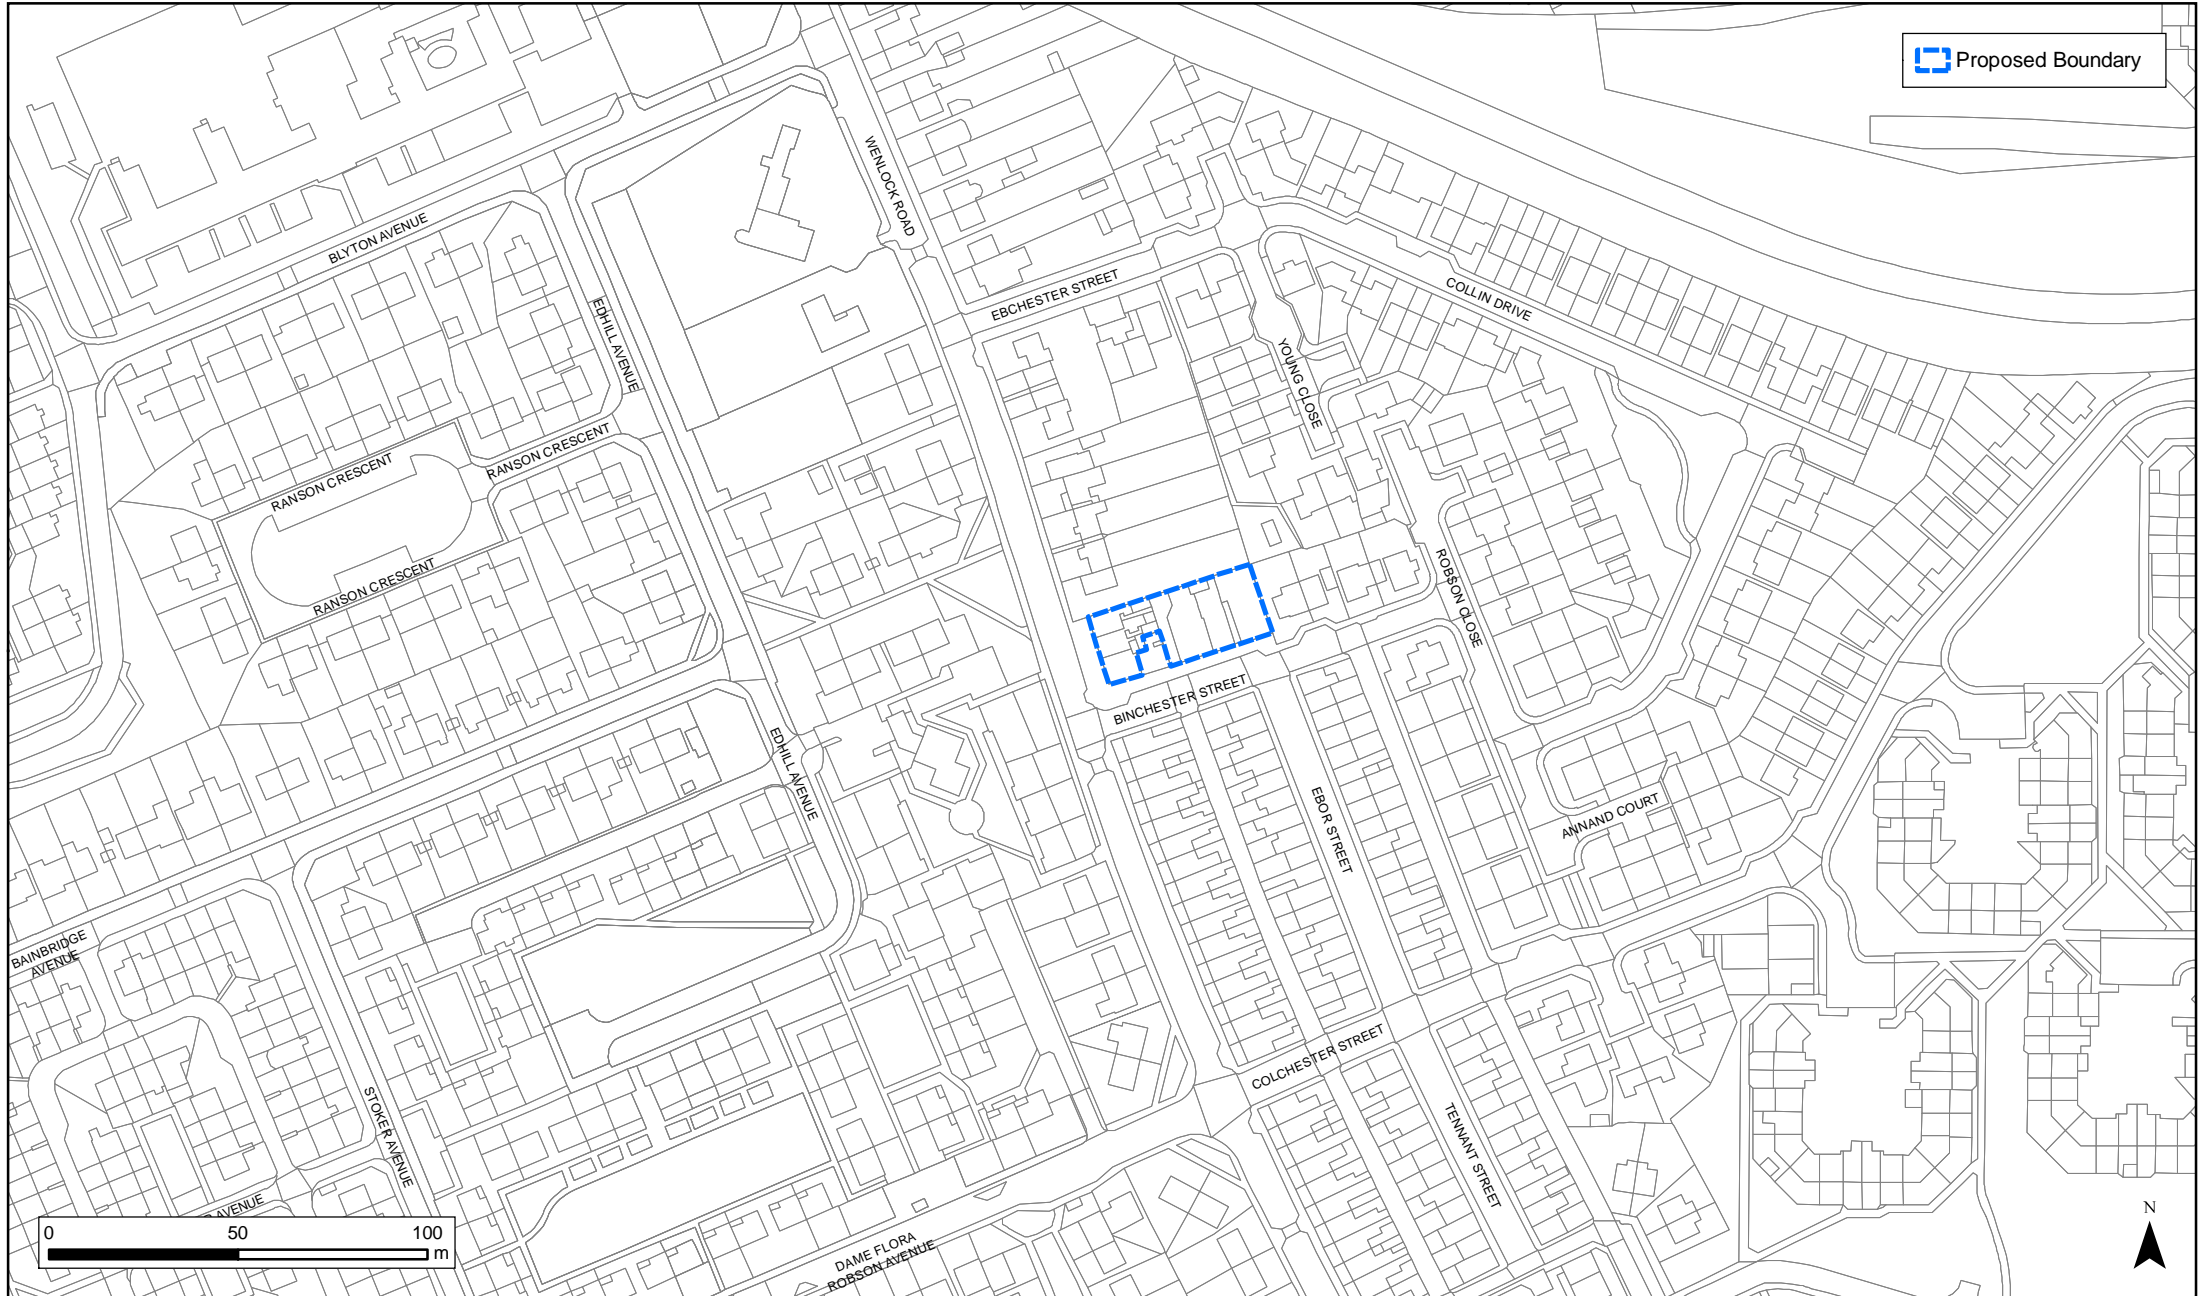 Proposed Boundary
WENLOCK ROAD
BLYTON AVENUE
EBCHESTER STREET
COLLIN DRIVE
EDHILL AVENUE
YOUNG CLOSE
RANSON CRESCENT
RANSON CRESCENT
RANSON CRESCENT
ROBSON CLOSE
BINCHESTER STREET
EDHILL AVENUE
EBOR STREET
ANNAND COURT
BAINBRIDGE
AVENUE
COLCHESTER STREET
STOKER AVENUE
TENNANT STREET
AVENUE
DAME FLORA
ROBSON AVENUE
0 50 100
m
N